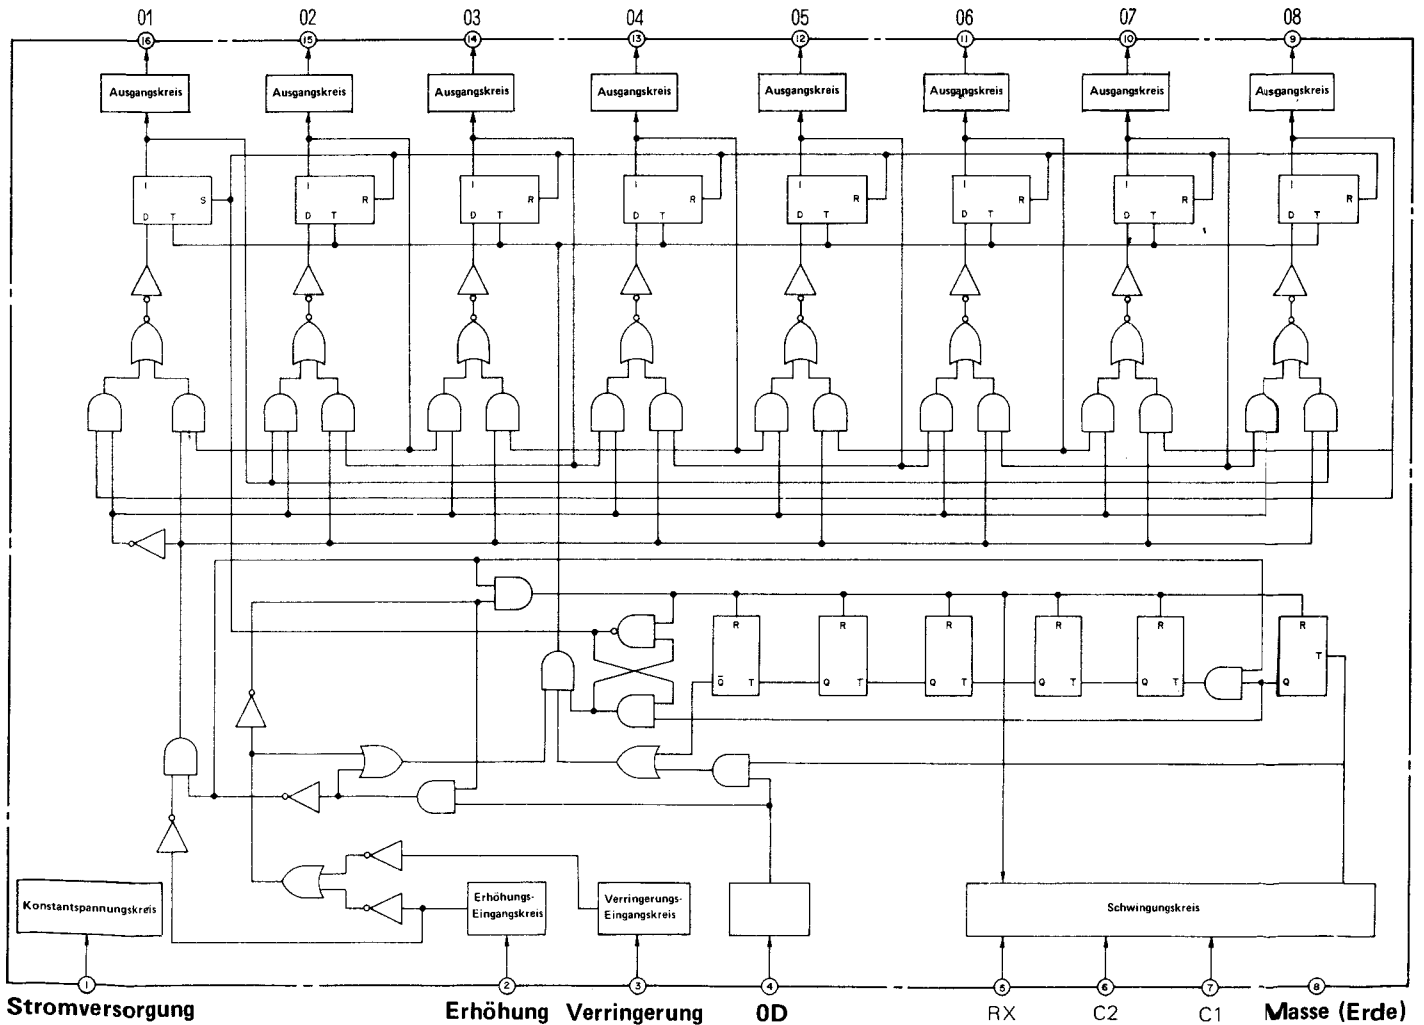 01 02 03 04 05 06 07 08
16 15 14 13 12 11 10 9
Ausgangskreis Ausgangskreis Ausgangskreis Ausgangskreis Ausgangskreis Ausgangskreis Ausgangskreis Ausgangskreis
I I I I I I I I
S R R R R R R R
D T D T D T D T D T D T D T D T
R R R R R R
T
Q̅ T Q T Q T Q T Q T Q
Konstantspannungskreis
Erhöhungs-
Eingangskreis
Verringerungs-
Eingangskreis
Schwingungskreis
1 2 3 4 5 6 7 8
Stromversorgung Erhöhung Verringerung 0D RX C2 C1 Masse (Erde)